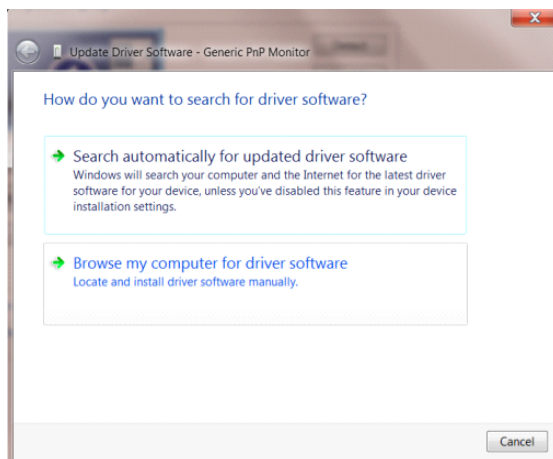 Update Driver Software - Generic PnP Monitor
How do you want to search for driver software?
Search automatically for updated driver software
Windows will search your computer and the Internet for the latest driver
software for your device, unless you've disabled this feature in your device
installation settings.
Browse my computer for driver software
Locate and install driver software manually.
Cancel